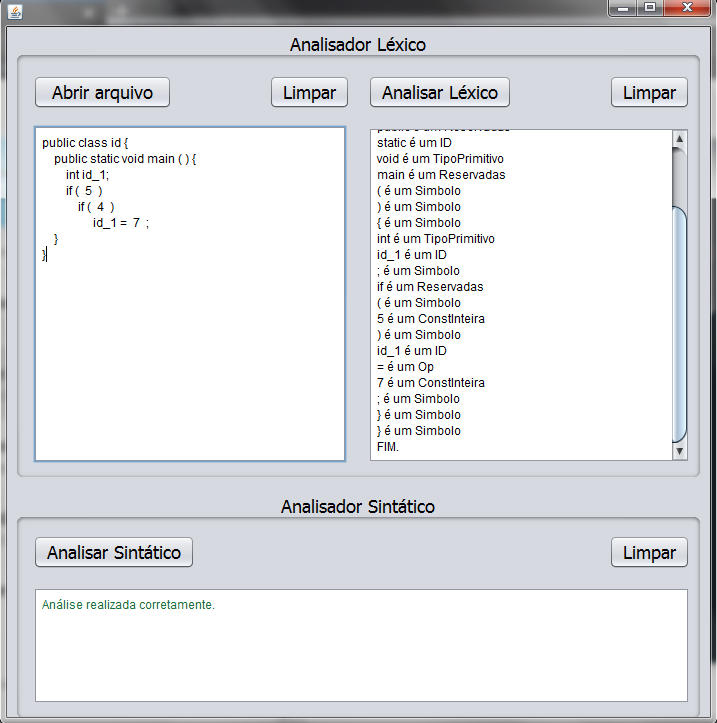 Analisador Léxico
Abrir arquivo Limpar Analisar Léxico Limpar
public class id {
public static void main ( ) {
int id_1;
if ( 5 )
if ( 4 )
id_1 = 7 ;
}
}
public é um Reservadas
static é um ID
void é um TipoPrimitivo
main é um Reservadas
( é um Simbolo
) é um Simbolo
{ é um Simbolo
int é um TipoPrimitivo
id_1 é um ID
; é um Simbolo
if é um Reservadas
( é um Simbolo
5 é um ConstInteira
) é um Simbolo
id_1 é um ID
= é um Op
7 é um ConstInteira
; é um Simbolo
} é um Simbolo
} é um Simbolo
FIM.
Analisador Sintático
Analisar Sintático Limpar
Análise realizada corretamente.